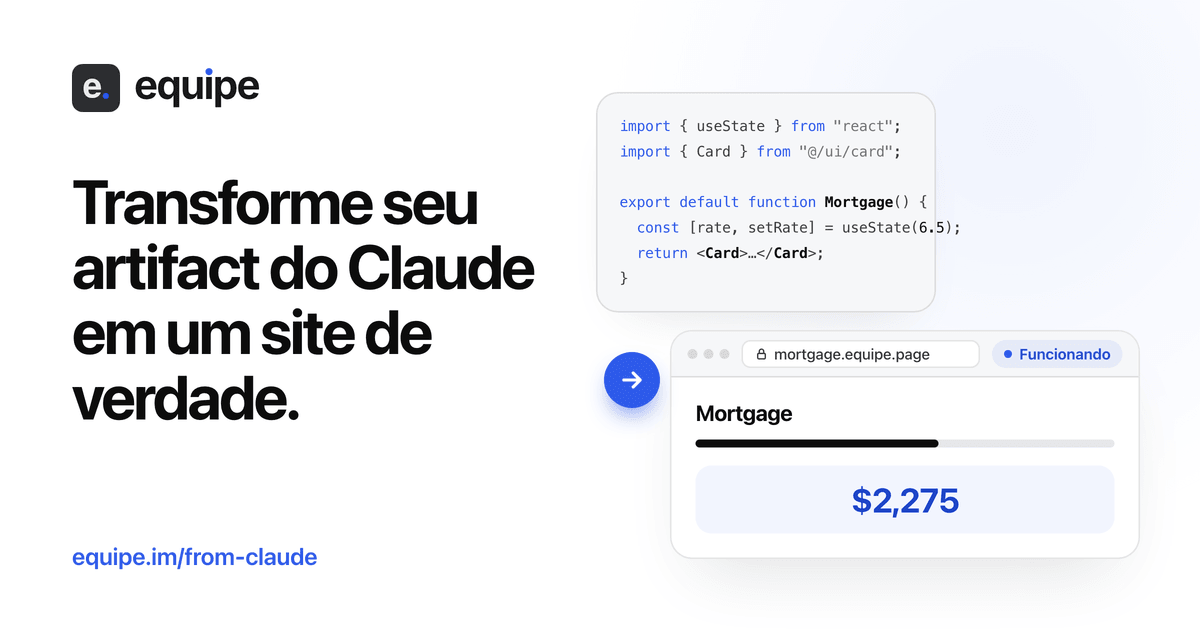 e.
equipe
Transforme seu
artifact do Claude
em um site de
verdade.
equipe.im/from-claude
import { useState } from "react";
import { Card } from "@/ui/card";
export default function Mortgage() {
const [rate, setRate] = useState(6.5);
return <Card>…</Card>;
}
mortgage.equipe.page
Funcionando
Mortgage
$2,275